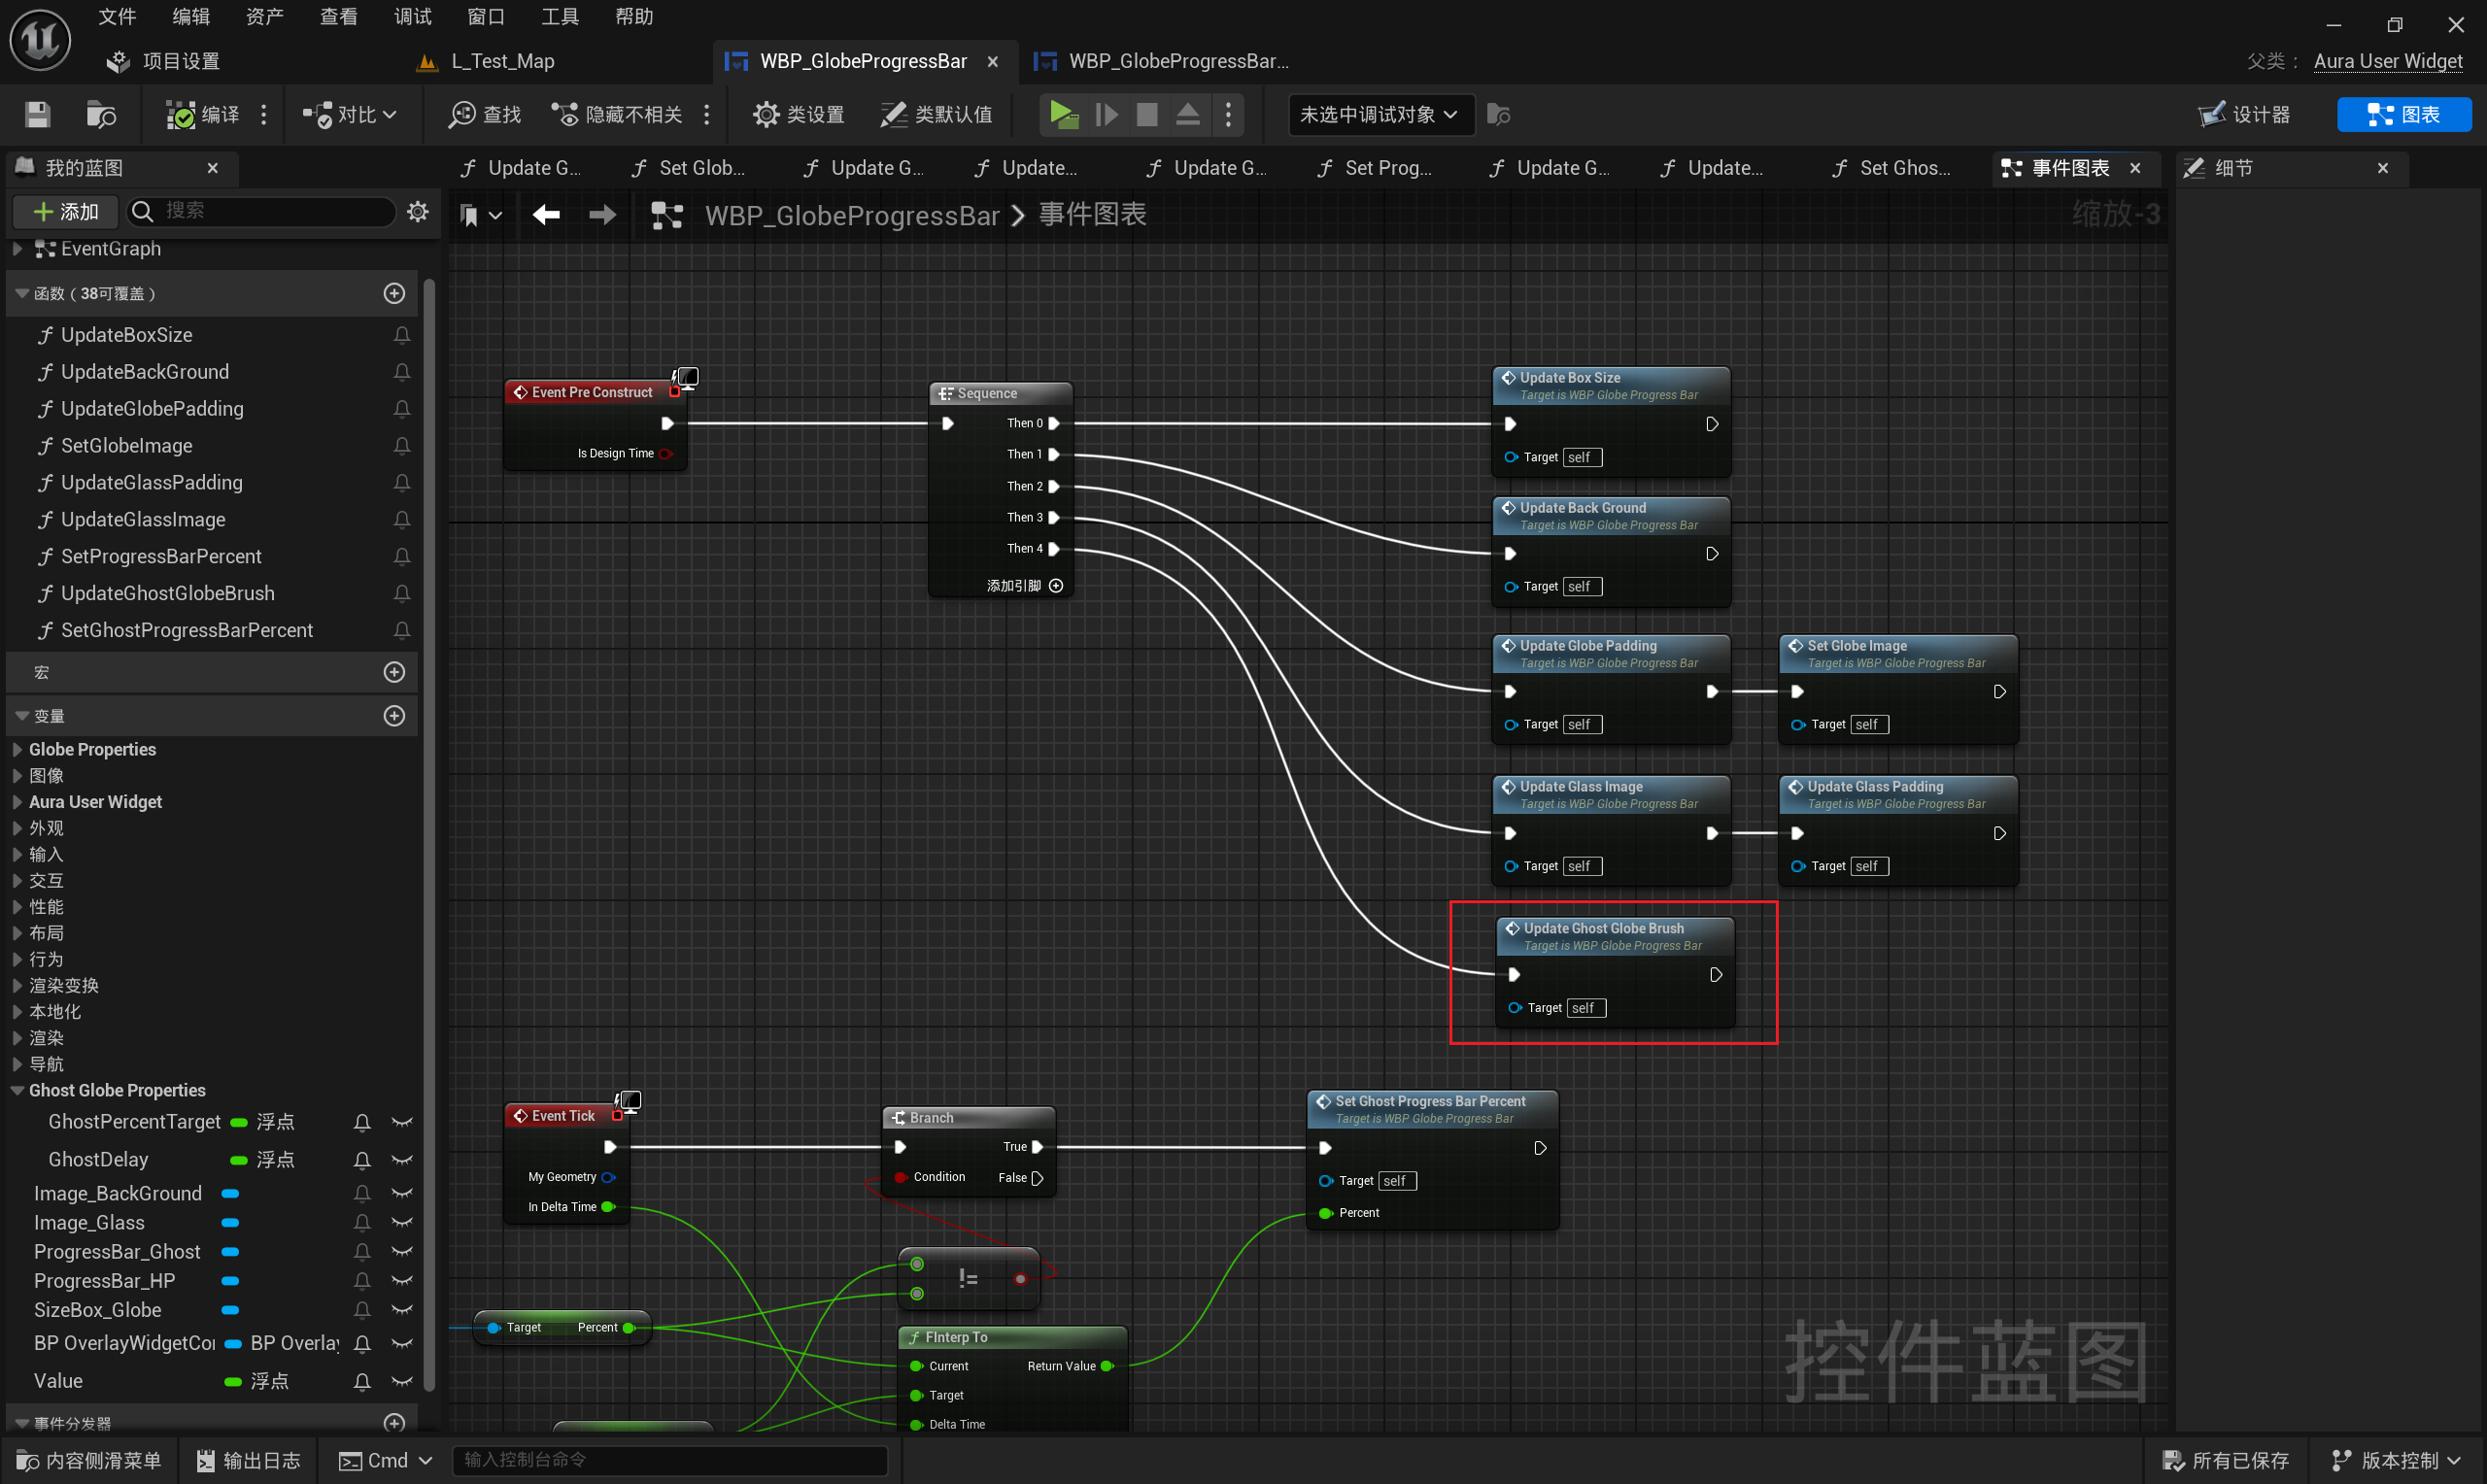 文件 编辑 资产 查看 调试 窗口 工具 帮助
项目设置 L_Test_Map WBP_GlobeProgressBar WBP_GlobeProgressBar... 父类： Aura User Widget
编译 对比 查找 隐藏不相关 类设置 类默认值 未选中调试对象 设计器 图表
我的蓝图 Update G... Set Glob... Update G... Update... Update G... Set Prog... Update G... Update... Set Ghos... 事件图表 细节
添加 搜索 WBP_GlobeProgressBar 事件图表 缩放-3
EventGraph
函数（38可覆盖）
UpdateBoxSize
UpdateBackGround
UpdateGlobePadding
SetGlobeImage
UpdateGlassPadding
UpdateGlassImage
SetProgressBarPercent
UpdateGhostGlobeBrush
SetGhostProgressBarPercent
宏
变量
Globe Properties
图像
Aura User Widget
外观
输入
交互
性能
布局
行为
渲染变换
本地化
渲染
导航
Ghost Globe Properties
GhostPercentTarget 浮点
GhostDelay 浮点
Image_BackGround
Image_Glass
ProgressBar_Ghost
ProgressBar_HP
SizeBox_Globe
BP OverlayWidgetCon BP Overlay
Value 浮点
事件分发器
Event Pre Construct
Is Design Time
Sequence
Then 0
Then 1
Then 2
Then 3
Then 4
添加引脚
Update Box Size
Target is WBP Globe Progress Bar
Target self
Update Back Ground
Target is WBP Globe Progress Bar
Target self
Update Globe Padding
Target is WBP Globe Progress Bar
Target self
Set Globe Image
Target is WBP Globe Progress Bar
Target self
Update Glass Image
Target is WBP Globe Progress Bar
Target self
Update Glass Padding
Target is WBP Globe Progress Bar
Target self
Update Ghost Globe Brush
Target is WBP Globe Progress Bar
Target self
Event Tick
My Geometry
In Delta Time
Branch
True
Condition False
Set Ghost Progress Bar Percent
Target is WBP Globe Progress Bar
Target self
Percent
!=
Target Percent
FInterp To
Current Return Value
Target
Delta Time
控件蓝图
内容侧滑菜单 输出日志 Cmd 输入控制台命令 所有已保存 版本控制